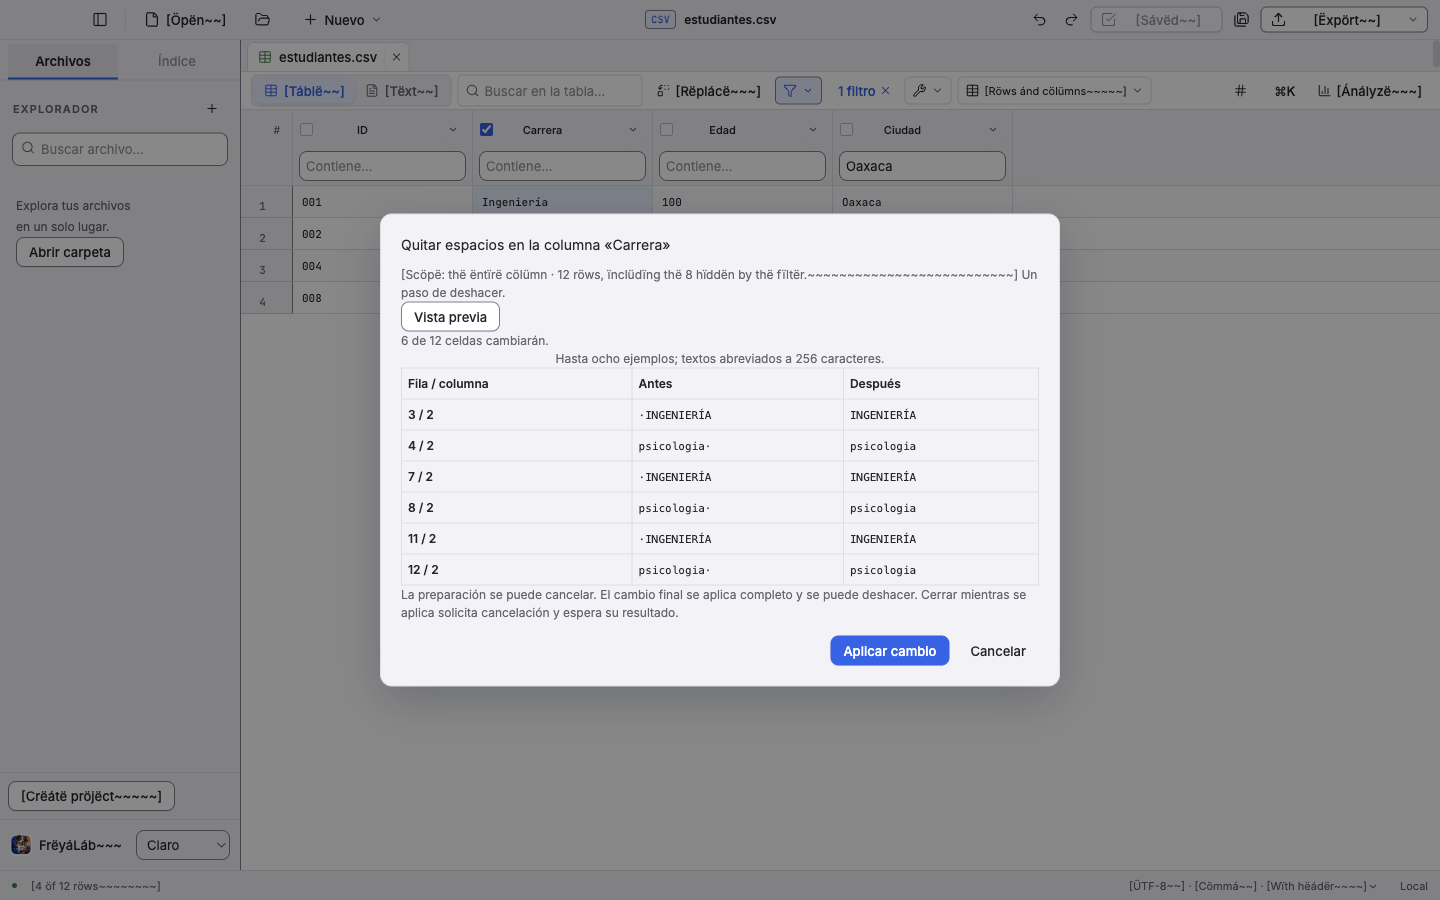 [Öpën~~]
Nuevo
CSV estudiantes.csv
[Sávëd~~]
[Ëxpört~~]
Archivos
Índice
estudiantes.csv
EXPLORADOR
Buscar archivo...
Explora tus archivos
en un solo lugar.
Abrir carpeta
[Táblë~~]
[Tëxt~~]
Buscar en la tabla...
[Rëplácë~~~]
1 filtro
[Röws ánd cölümns~~~~~]
#
⌘K
[Ánályzë~~~]
# ID Carrera Edad Ciudad
Contiene... Contiene... Contiene... Oaxaca
1 001 Ingeniería 100 Oaxaca
2 002
3 004
4 008
Quitar espacios en la columna «Carrera»
[Scöpë: thë ëntïrë cölümn · 12 röws, ïnclüdïng thë 8 hïddën by thë fïltër.~~~~~~~~~~~~~~~~~~~~~~~~~~] Un
paso de deshacer.
Vista previa
6 de 12 celdas cambiarán.
Hasta ocho ejemplos; textos abreviados a 256 caracteres.
Fila / columna Antes Después
3 / 2 ·INGENIERÍA INGENIERÍA
4 / 2 psicologia· psicologia
7 / 2 ·INGENIERÍA INGENIERÍA
8 / 2 psicologia· psicologia
11 / 2 ·INGENIERÍA INGENIERÍA
12 / 2 psicologia· psicologia
La preparación se puede cancelar. El cambio final se aplica completo y se puede deshacer. Cerrar mientras se
aplica solicita cancelación y espera su resultado.
Aplicar cambio
Cancelar
[Crëátë pröjëct~~~~~]
FrëyáLáb~~~
Claro
[4 öf 12 röws~~~~~~~~]
[ÜTF-8~~] · [Cömmá~~] · [Wïth hëádër~~~~]
Local